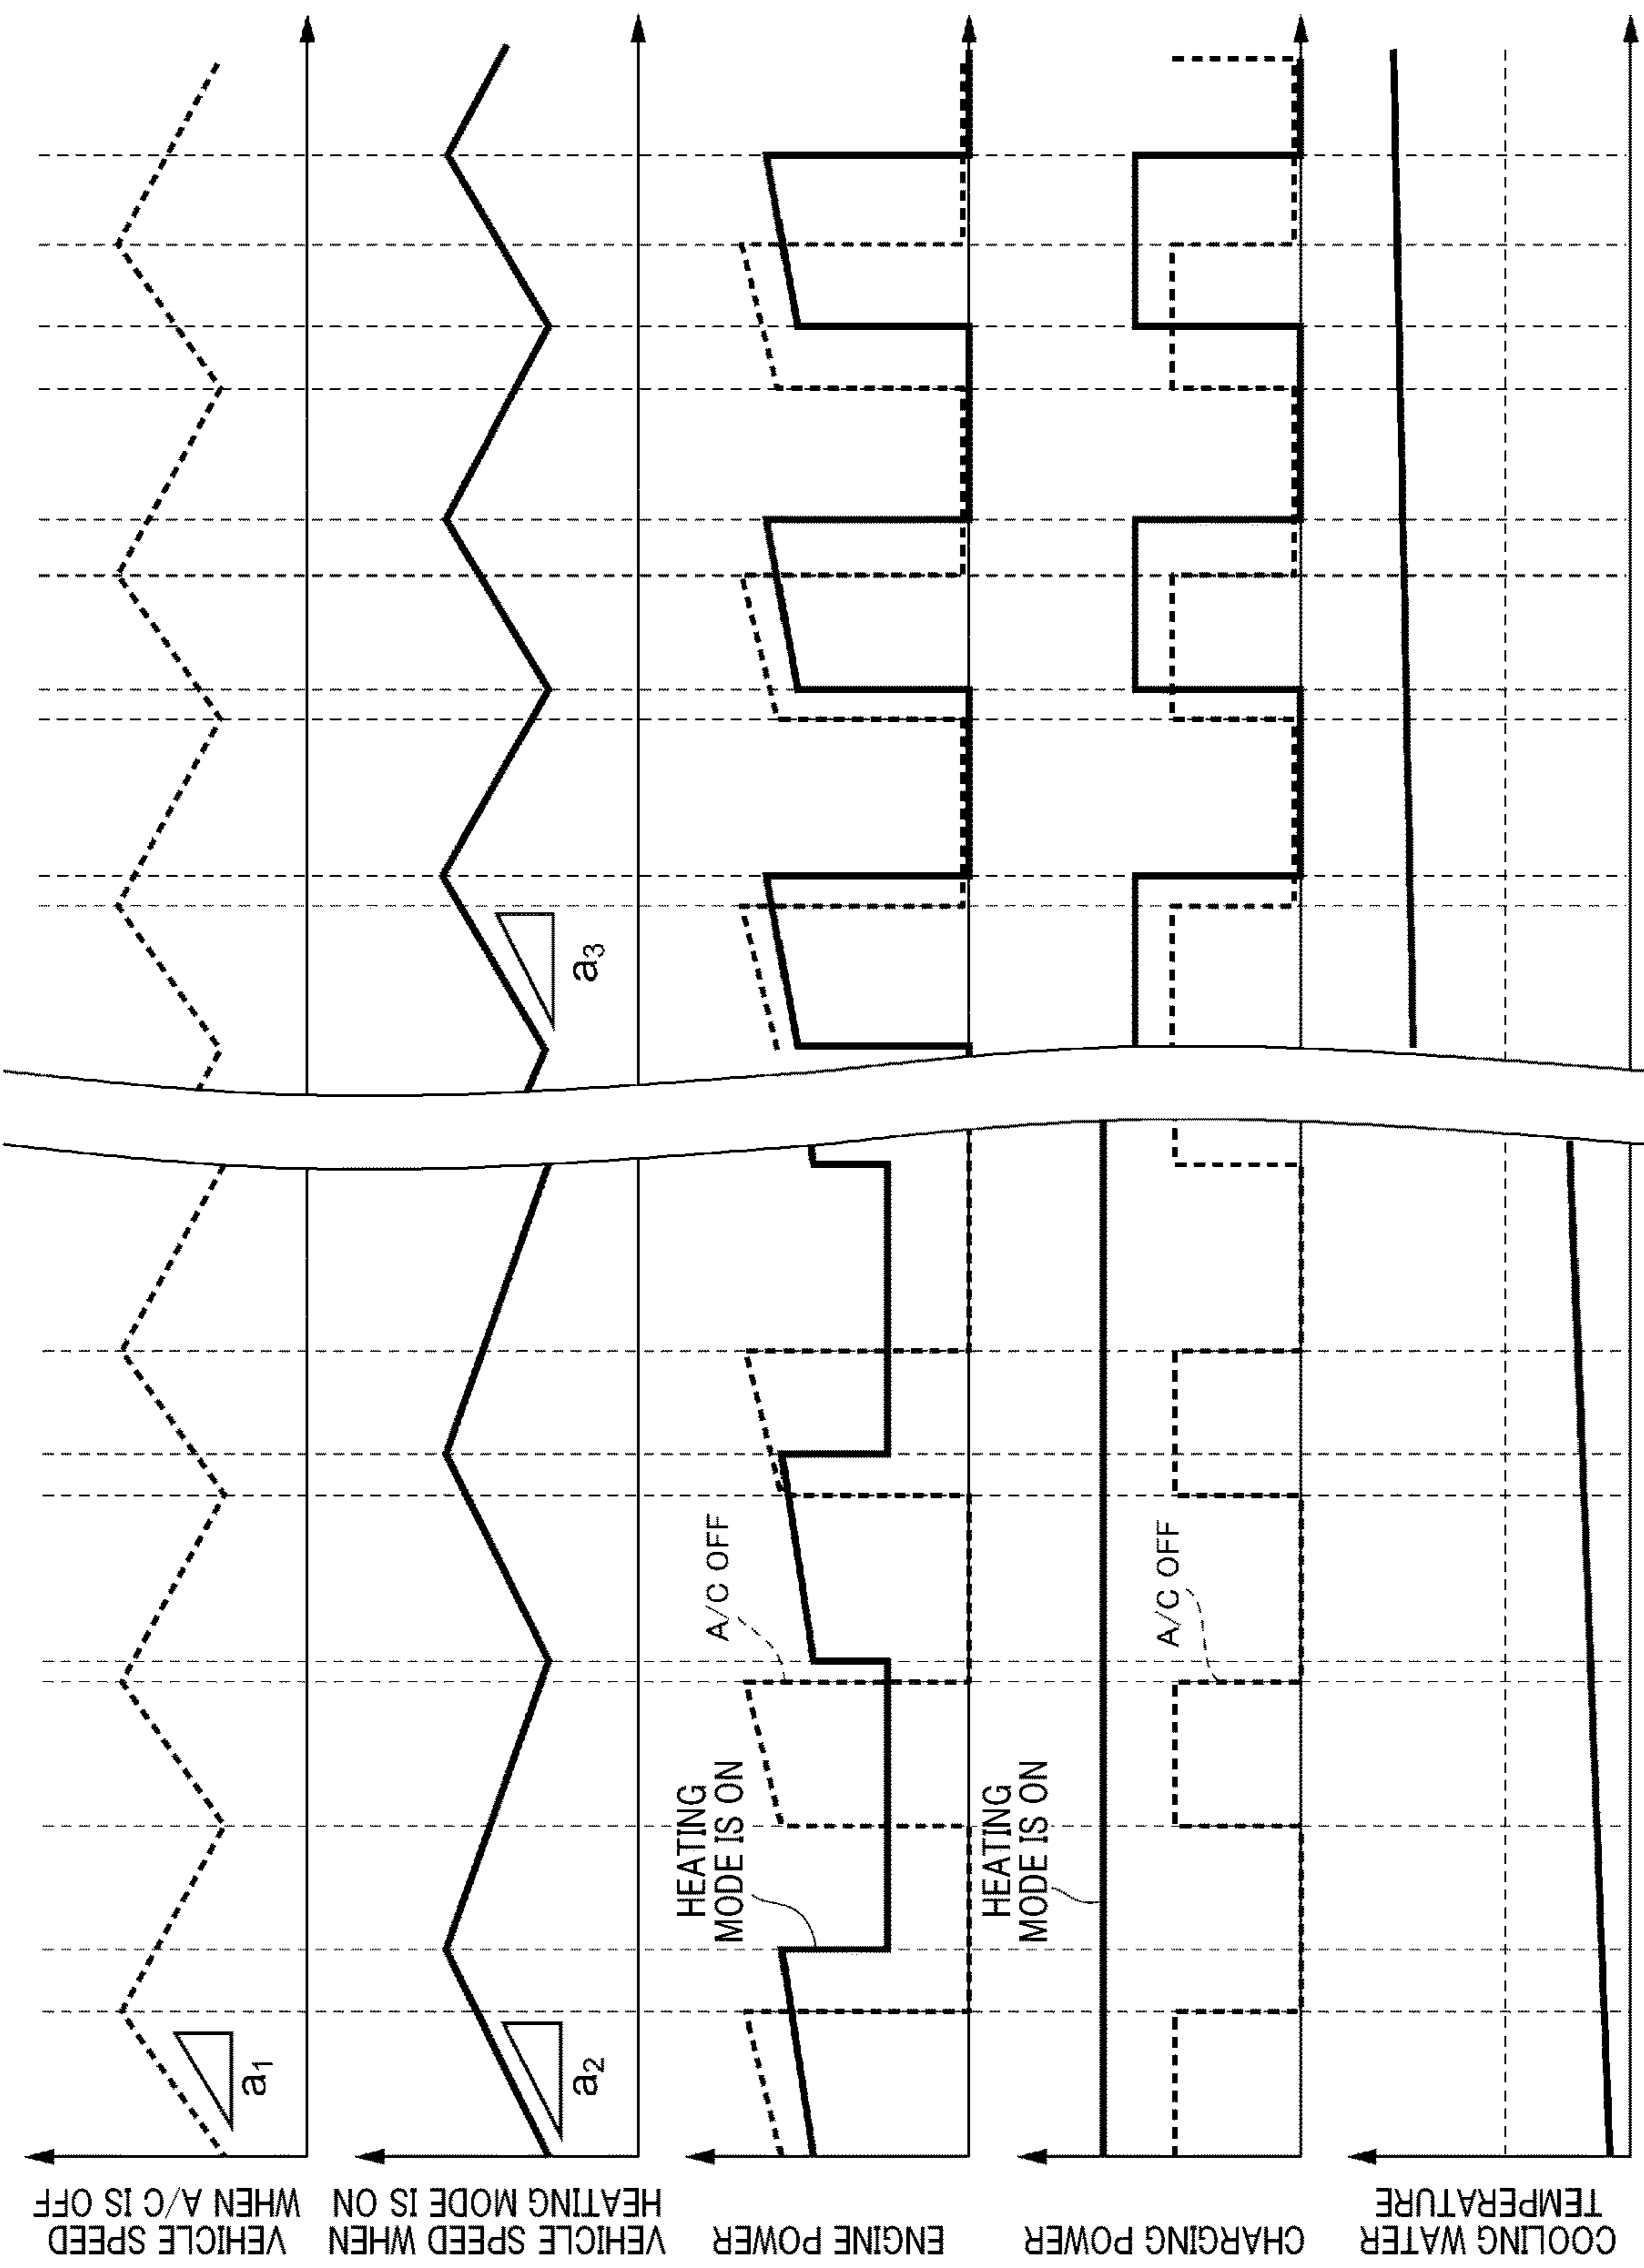 VEHICLE SPEED
WHEN A/C IS OFF
a1
VEHICLE SPEED WHEN
HEATING MODE IS ON
a2
a3
ENGINE POWER
HEATING
MODE IS ON
A/C OFF
CHARGING POWER
HEATING
MODE IS ON
A/C OFF
COOLING WATER
TEMPERATURE